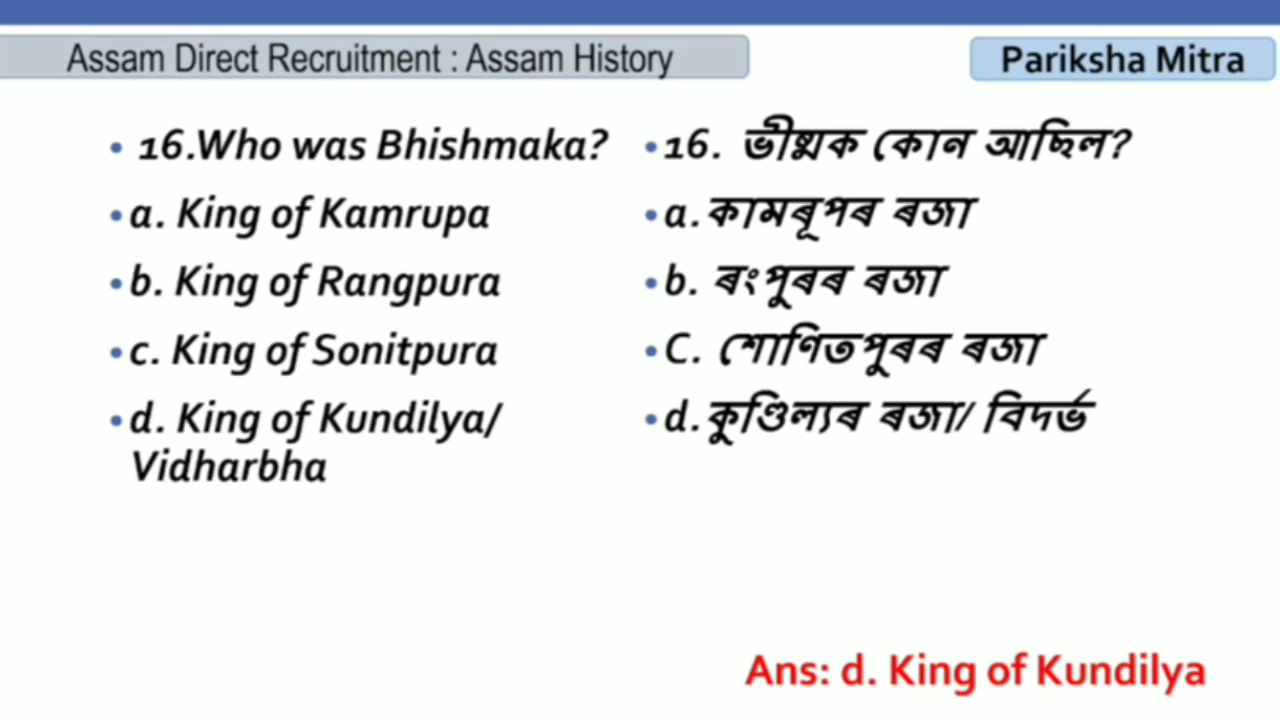 Assam Direct Recruitment : Assam History
Pariksha Mitra
• 16.Who was Bhishmaka?
• a. King of Kamrupa
• b. King of Rangpura
• c. King of Sonitpura
• d. King of Kundilya/
Vidharbha
• 16. ভীষ্মক কোন আছিল?
• a.কামৰূপৰ ৰজা
• b. ৰংপুৰৰ ৰজা
• C. শোণিতপুৰৰ ৰজা
• d.কুণ্ডিল্যৰ ৰজা/ বিদৰ্ভ
Ans: d. King of Kundilya